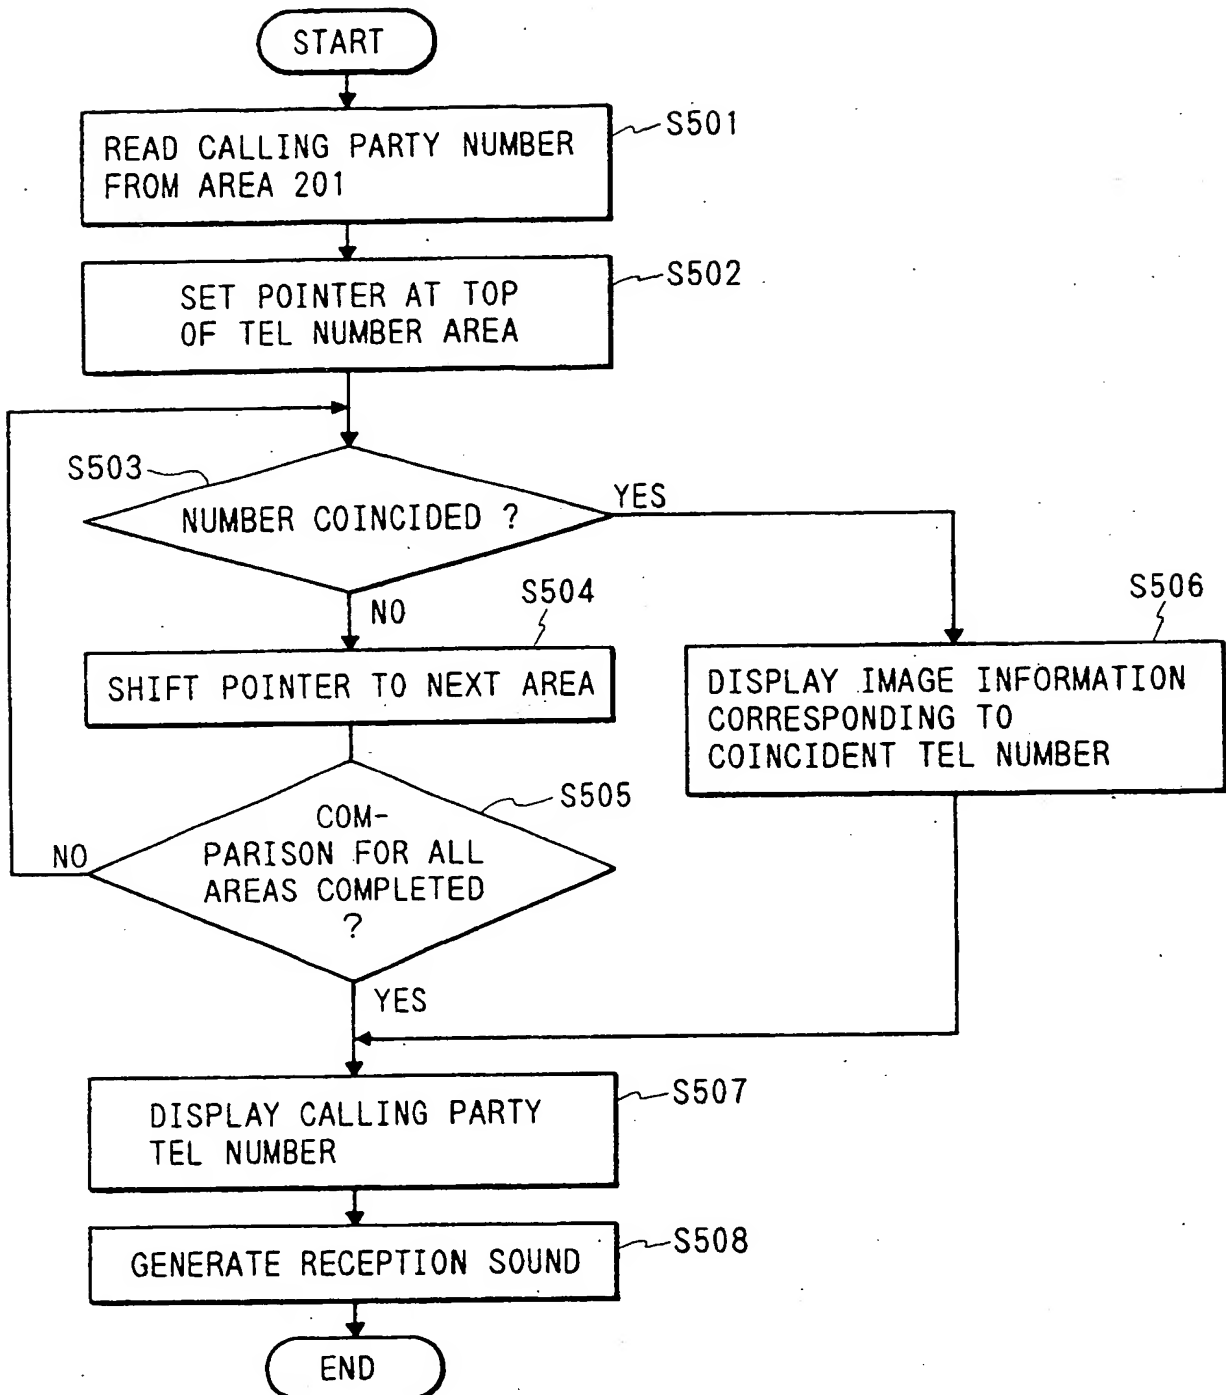 START
READ CALLING PARTY NUMBER
FROM AREA 201
S501
SET POINTER AT TOP
OF TEL NUMBER AREA
S502
S503
NUMBER COINCIDED ?
YES
NO
S504
SHIFT POINTER TO NEXT AREA
S506
DISPLAY IMAGE INFORMATION
CORRESPONDING TO
COINCIDENT TEL NUMBER
S505
COM-
PARISON FOR ALL
AREAS COMPLETED
?
NO
YES
DISPLAY CALLING PARTY
TEL NUMBER
S507
GENERATE RECEPTION SOUND
S508
END